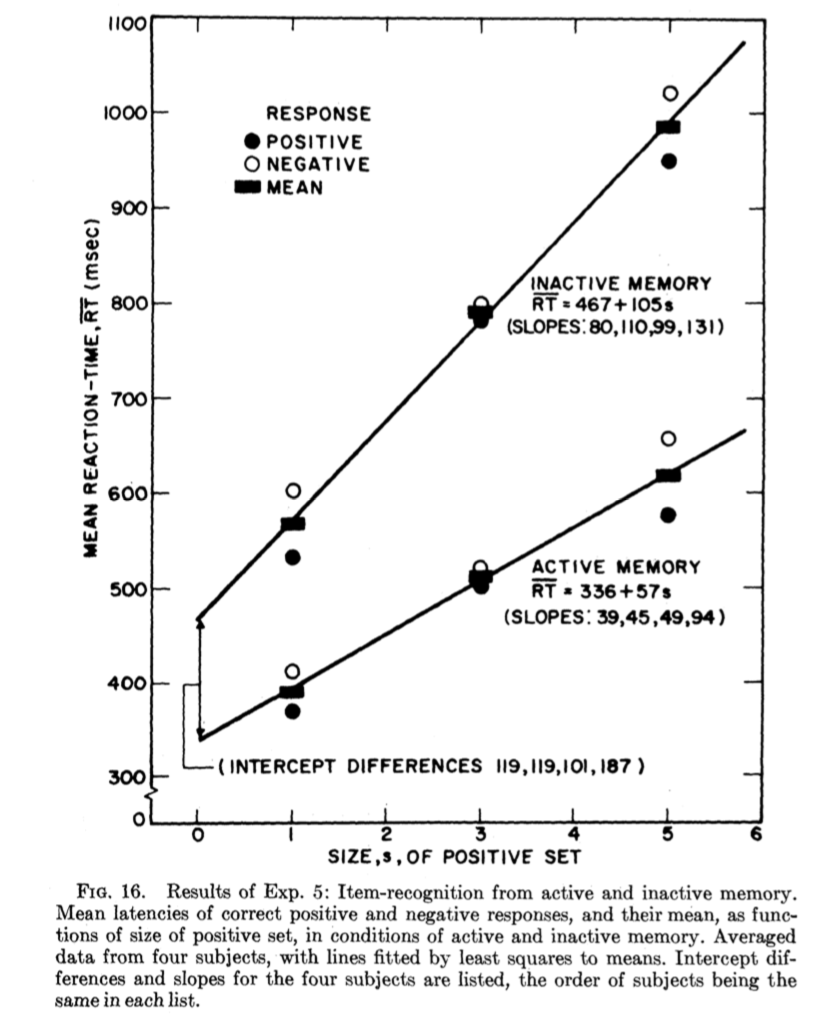 1100
1000
900
800
700
600
500
400
300
0
MEAN REACTION-TIME, RT (msec)
RESPONSE
POSITIVE
NEGATIVE
MEAN
INACTIVE MEMORY
RT = 467+105s
(SLOPES: 80,110,99,131)
ACTIVE MEMORY
RT = 336+57s
(SLOPES: 39,45,49,94)
(INTERCEPT DIFFERENCES 119,119,101,187)
0 1 2 3 4 5 6
SIZE, s, OF POSITIVE SET
FIG. 16. Results of Exp. 5: Item-recognition from active and inactive memory.
Mean latencies of correct positive and negative responses, and their mean, as func-
tions of size of positive set, in conditions of active and inactive memory. Averaged
data from four subjects, with lines fitted by least squares to means. Intercept dif-
ferences and slopes for the four subjects are listed, the order of subjects being the
same in each list.